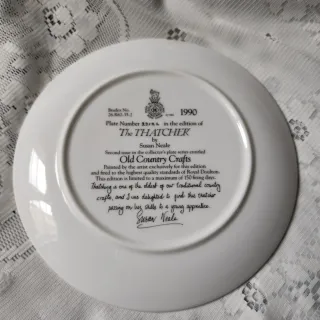 Bradex No.
1990
Plate Number in the edition of
The THATCHER
by
Susan Neale
Second issue in the collector's plate series entitled
Old Country Crafts
Painted by the artist exclusively for this edition
and fired to the highest quality standards of Royal Doulton.
This edition is limited to a maximum of 150 firing days.
Thatching is one of the oldest of our traditional country
crafts, and I was delighted to find this thatcher
passing on his skills to a young apprentice.
Susan Neale